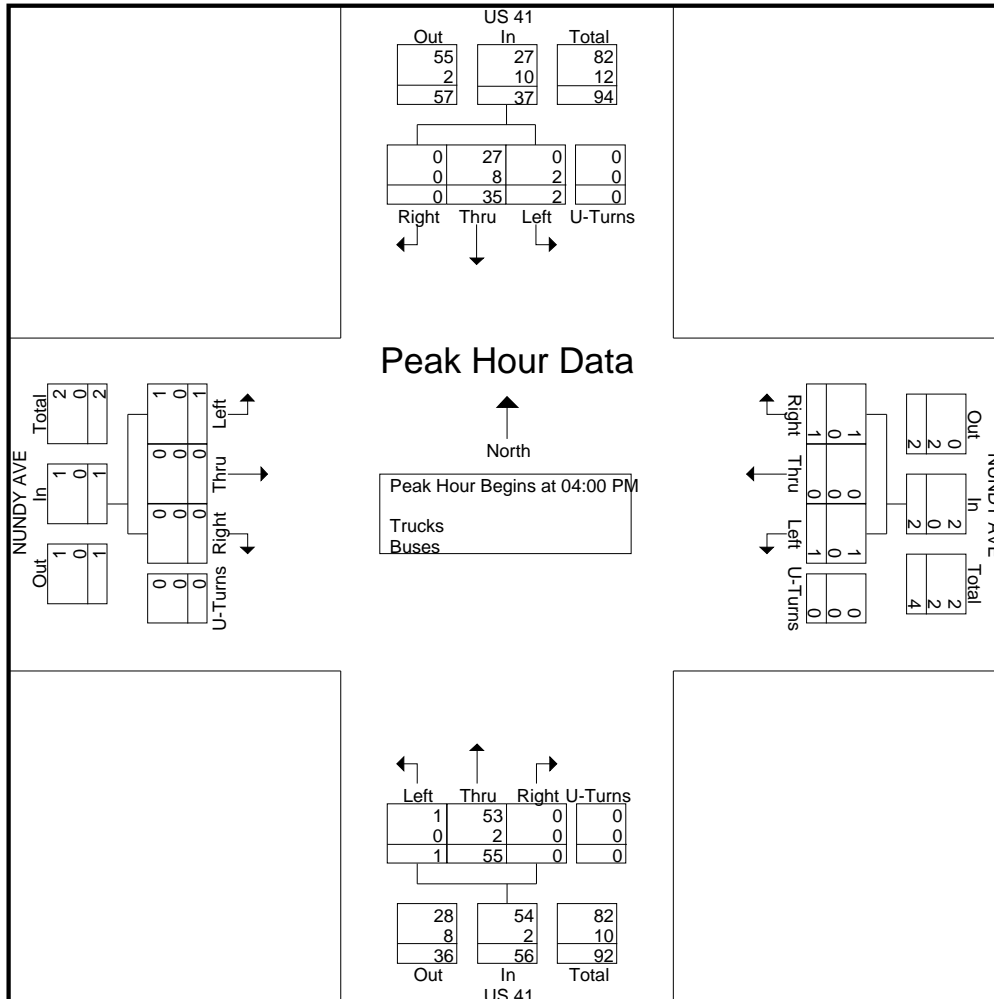 US 41
Out In Total
55 27 82
2 10 12
57 37 94
0 27 0 0
0 8 2 0
0 35 2 0
Right Thru Left U-Turns
Peak Hour Data
North
Peak Hour Begins at 04:00 PM
Trucks
Buses
NUNDY AVE
Total In Out
2 1 1
0 0 0
2 1 1
Left Thru Right U-Turns
1 0 0 0
0 0 0 0
1 0 0 0
Right Thru Left U-Turns
1 0 1 0
0 0 0 0
1 0 1 0
Out In Total
0 2 2
2 0 2
2 2 4
NUNDY AVE
Left Thru Right U-Turns
1 53 0 0
0 2 0 0
1 55 0 0
28 54 82
8 2 10
36 56 92
Out In Total
US 41